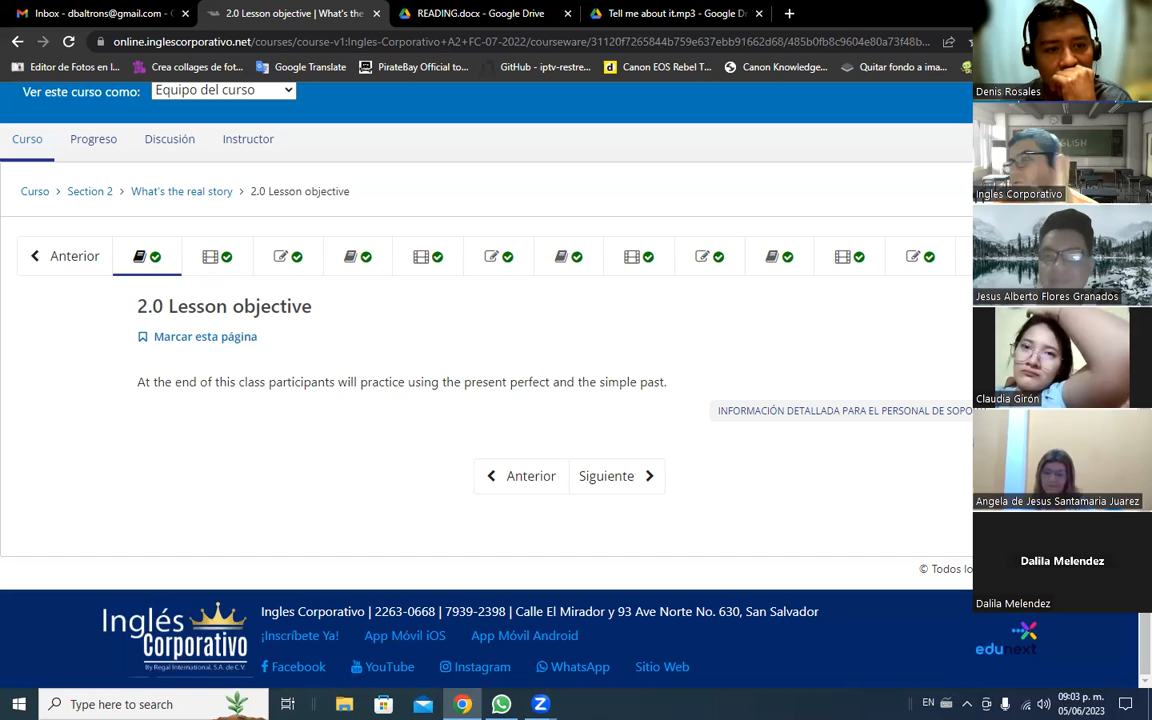 Inbox - dbaltrons@gmail.com -
2.0 Lesson objective | What's the
READING.docx - Google Drive
Tell me about it.mp3 - Google Dr
online.inglescorporativo.net/courses/course-v1:Ingles-Corporativo+A2+FC-07-2022/courseware/31120f7265844b759e637ebb91662d68/485b0fb8c9604e80a73f48b...
Editor de Fotos en l...
Crea collages de fot...
Google Translate
PirateBay Official to...
GitHub - iptv-restre...
Canon EOS Rebel T...
Canon Knowledge...
Quitar fondo a ima...
Ver este curso como:
Equipo del curso
Curso
Progreso
Discusión
Instructor
Curso > Section 2 > What's the real story > 2.0 Lesson objective
Anterior
2.0 Lesson objective
Marcar esta página
At the end of this class participants will practice using the present perfect and the simple past.
INFORMACIÓN DETALLADA PARA EL PERSONAL DE SOPO
Anterior
Siguiente
© Todos lo
Inglés Corporativo
By Regal International, S.A. de C.V.
Ingles Corporativo | 2263-0668 | 7939-2398 | Calle El Mirador y 93 Ave Norte No. 630, San Salvador
¡Inscríbete Ya!
App Móvil iOS
App Móvil Android
Facebook
YouTube
Instagram
WhatsApp
Sitio Web
edunext
Denis Rosales
GLISH
Ingles Corporativo
Jesus Alberto Flores Granados
Claudia Girón
Angela de Jesus Santamaria Juarez
Dalila Melendez
Dalila Melendez
Type here to search
EN
09:03 p. m.
05/06/2023